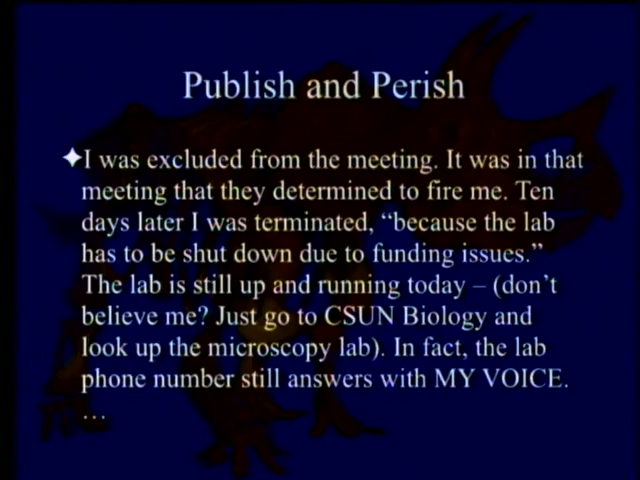 Publish and Perish
✦I was excluded from the meeting. It was in that
meeting that they determined to fire me. Ten
days later I was terminated, “because the lab
has to be shut down due to funding issues.”
The lab is still up and running today – (don’t
believe me? Just go to CSUN Biology and
look up the microscopy lab). In fact, the lab
phone number still answers with MY VOICE.
…